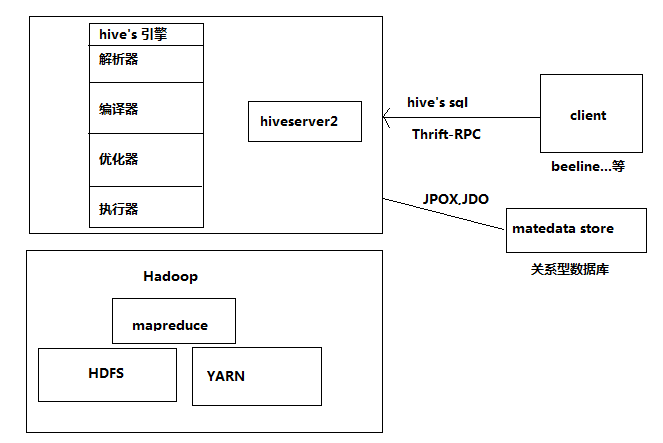 hive's 引擎
解析器
编译器
优化器
执行器
hiveserver2
hive's sql
Thrift-RPC
client
beeline...等
JPOX,JDO
matedata store
关系型数据库
Hadoop
mapreduce
HDFS
YARN